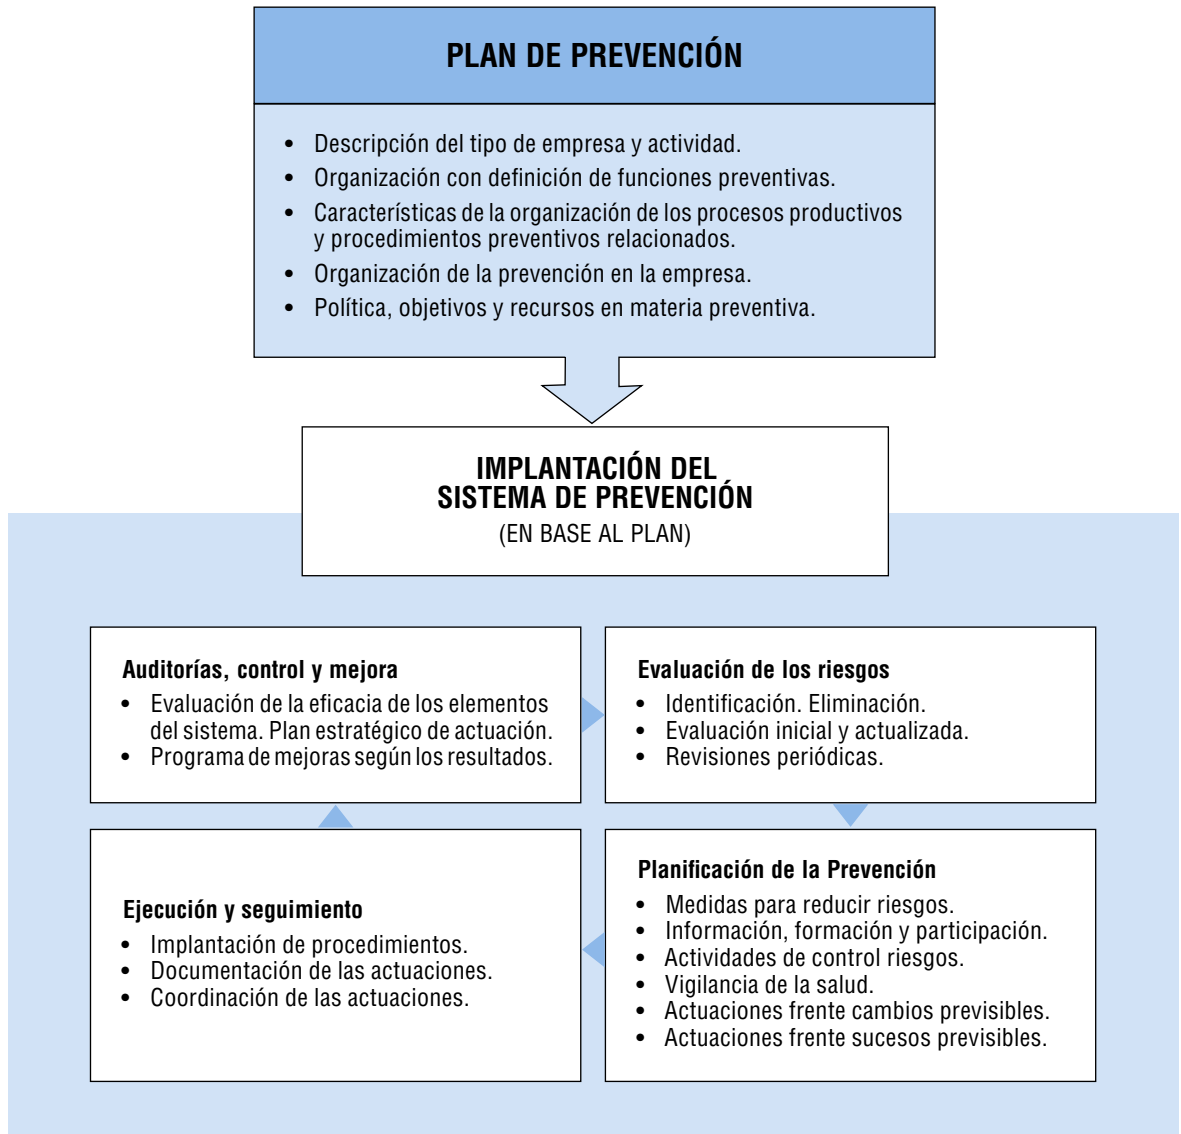 PLAN DE PREVENCIÓN
• Descripción del tipo de empresa y actividad.
• Organización con definición de funciones preventivas.
• Características de la organización de los procesos productivos
y procedimientos preventivos relacionados.
• Organización de la prevención en la empresa.
• Política, objetivos y recursos en materia preventiva.
IMPLANTACIÓN DEL
SISTEMA DE PREVENCIÓN
(EN BASE AL PLAN)
Auditorías, control y mejora
• Evaluación de la eficacia de los elementos
del sistema. Plan estratégico de actuación.
• Programa de mejoras según los resultados.
Evaluación de los riesgos
• Identificación. Eliminación.
• Evaluación inicial y actualizada.
• Revisiones periódicas.
Planificación de la Prevención
• Medidas para reducir riesgos.
• Información, formación y participación.
• Actividades de control riesgos.
• Vigilancia de la salud.
• Actuaciones frente cambios previsibles.
• Actuaciones frente sucesos previsibles.
Ejecución y seguimiento
• Implantación de procedimientos.
• Documentación de las actuaciones.
• Coordinación de las actuaciones.